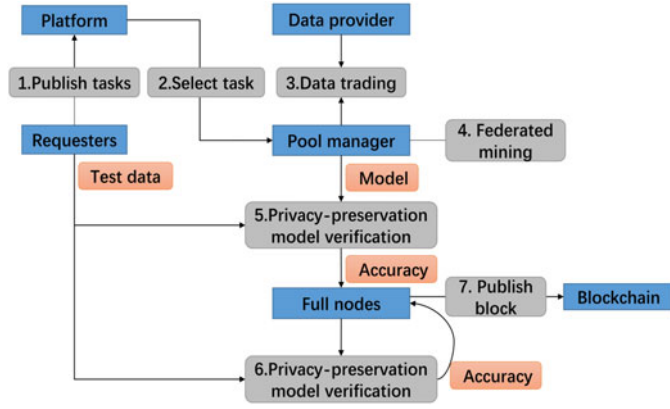 Platform
Data provider
1.Publish tasks
2.Select task
3.Data trading
Requesters
Pool manager
4. Federated
mining
Test data
Model
5.Privacy-preservation
model verification
Accuracy
Full nodes
7. Publish
block
Blockchain
6.Privacy-preservation
model verification
Accuracy